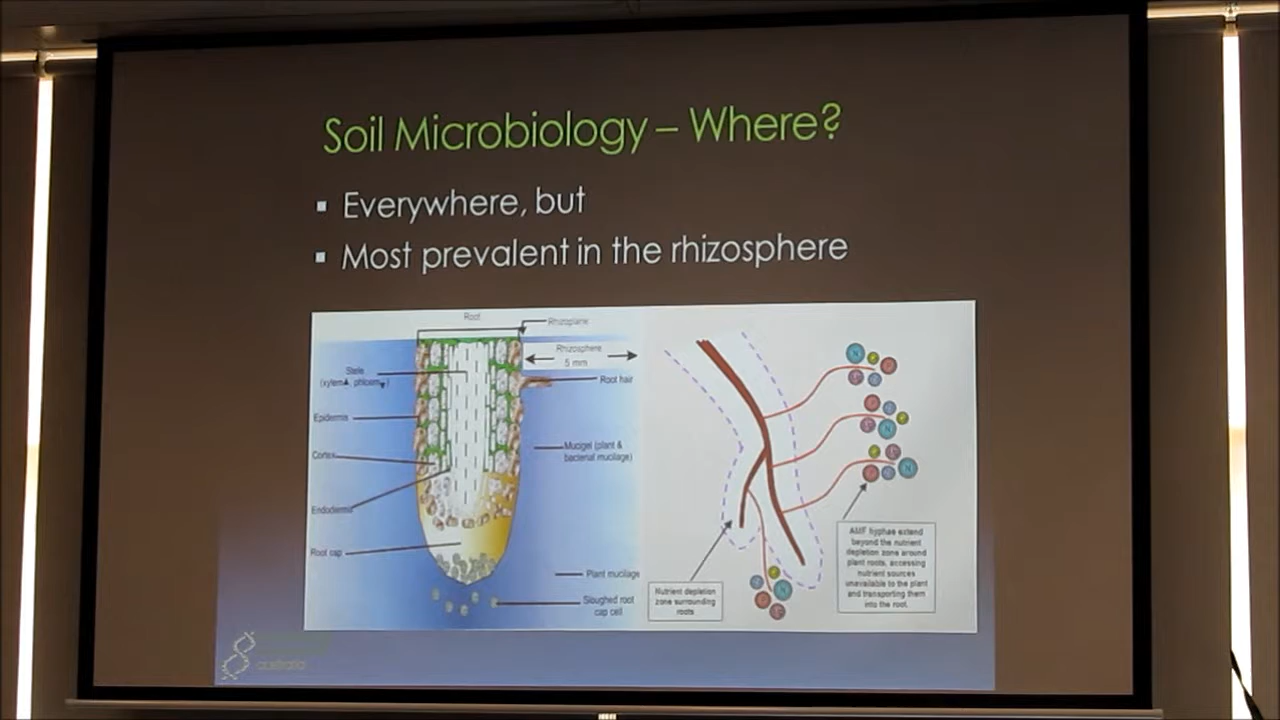 Soil Microbiology – Where?
▪ Everywhere, but
▪ Most prevalent in the rhizosphere
Root
Rhizoplane
Rhizosphere
5 mm
Stele
(xylem▲, phloem▼)
Root hair
Epidermis
Mucigel (plant &
bacterial mucilage)
Cortex
Endodermis
Root cap
Plant mucilage
Sloughed root
cap cell
Nutrient depletion
zone surrounding
roots
AMF hyphae extend
beyond the nutrient
depletion zone around
plant roots, accessing
nutrient sources
unavailable to the plant
and transporting them
into the root.
N
N
N
N
australia